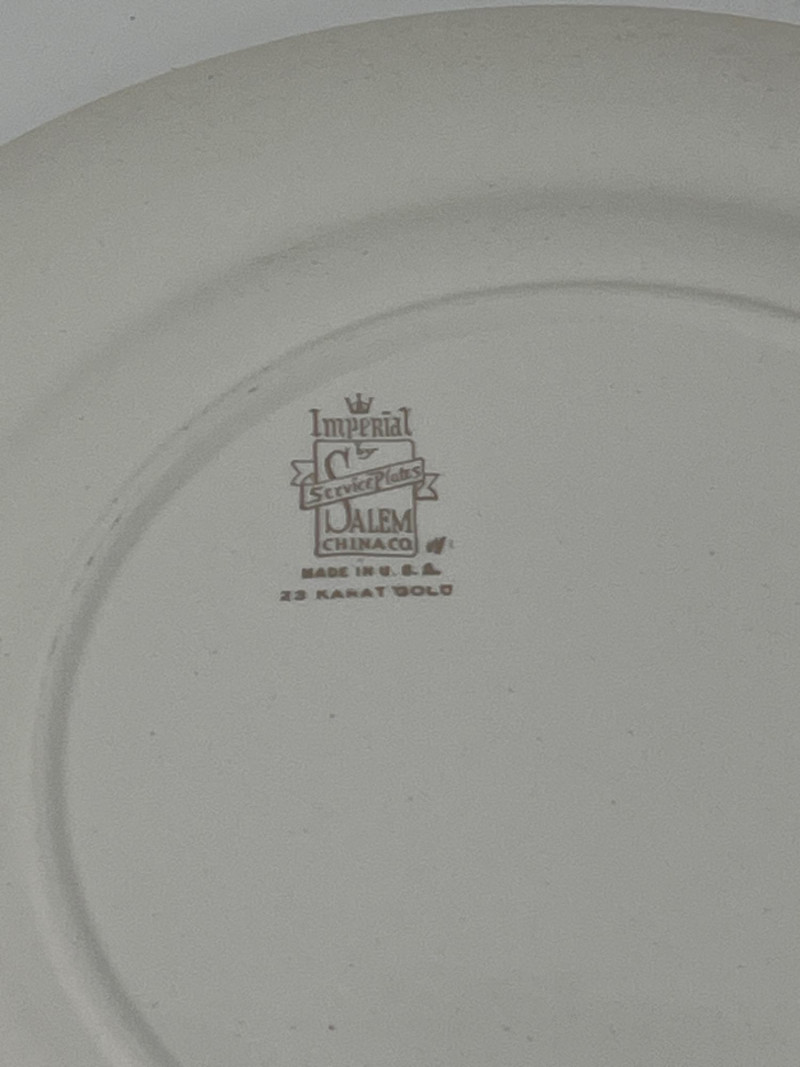 Imperial
by
Service Plates
SALEM
CHINA CO.
MADE IN U.S.A.
23 KARAT GOLD